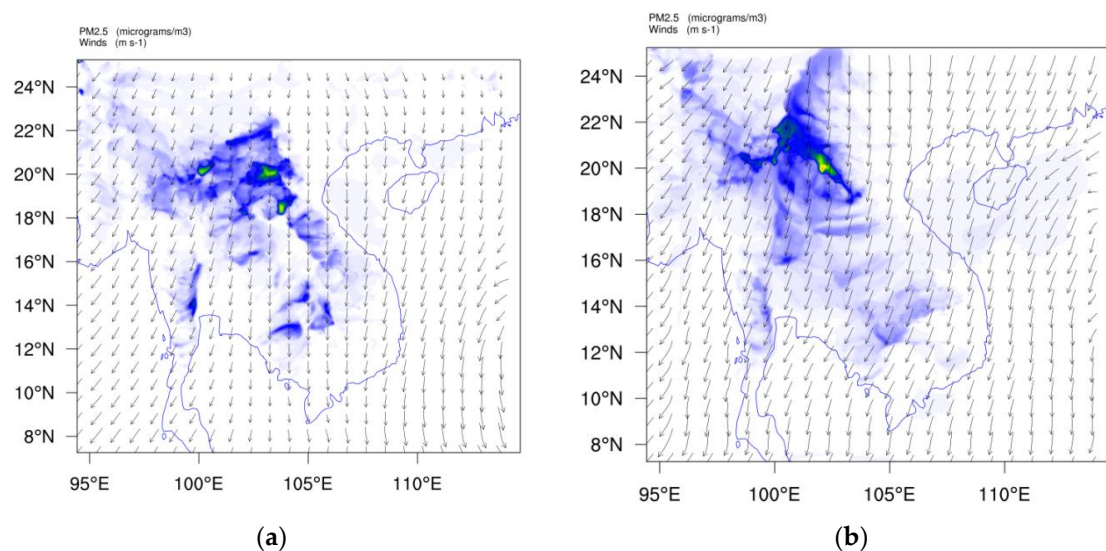 PM2.5 (micrograms/m3)
Winds (m s-1)
24°N
22°N
20°N
18°N
16°N
14°N
12°N
10°N
8°N
95°E 100°E 105°E 110°E
(a)
PM2.5 (micrograms/m3)
Winds (m s-1)
24°N
22°N
20°N
18°N
16°N
14°N
12°N
10°N
8°N
95°E 100°E 105°E 110°E
(b)